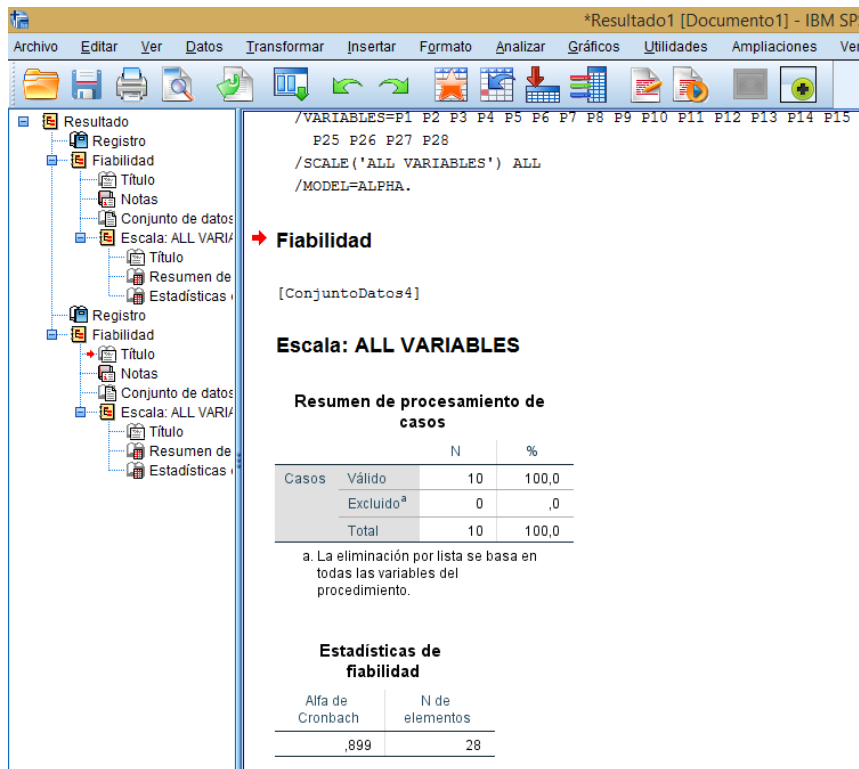 *Resultado1 [Documento1] - IBM SP
Archivo Editar Ver Datos Transformar Insertar Formato Analizar Gráficos Utilidades Ampliaciones Ver
Resultado
Registro
Fiabilidad
Título
Notas
Conjunto de datos
Escala: ALL VARIA
Título
Resumen de
Estadísticas
Registro
Fiabilidad
Título
Notas
Conjunto de datos
Escala: ALL VARIA
Título
Resumen de
Estadísticas
/VARIABLES=P1 P2 P3 P4 P5 P6 P7 P8 P9 P10 P11 P12 P13 P14 P15
P25 P26 P27 P28
/SCALE('ALL VARIABLES') ALL
/MODEL=ALPHA.
Fiabilidad
[ConjuntoDatos4]
Escala: ALL VARIABLES
Resumen de procesamiento de
casos
N %
Casos Válido 10 100,0
Excluidoª 0 ,0
Total 10 100,0
a. La eliminación por lista se basa en
todas las variables del
procedimiento.
Estadísticas de
fiabilidad
Alfa de N de
Cronbach elementos
,899 28